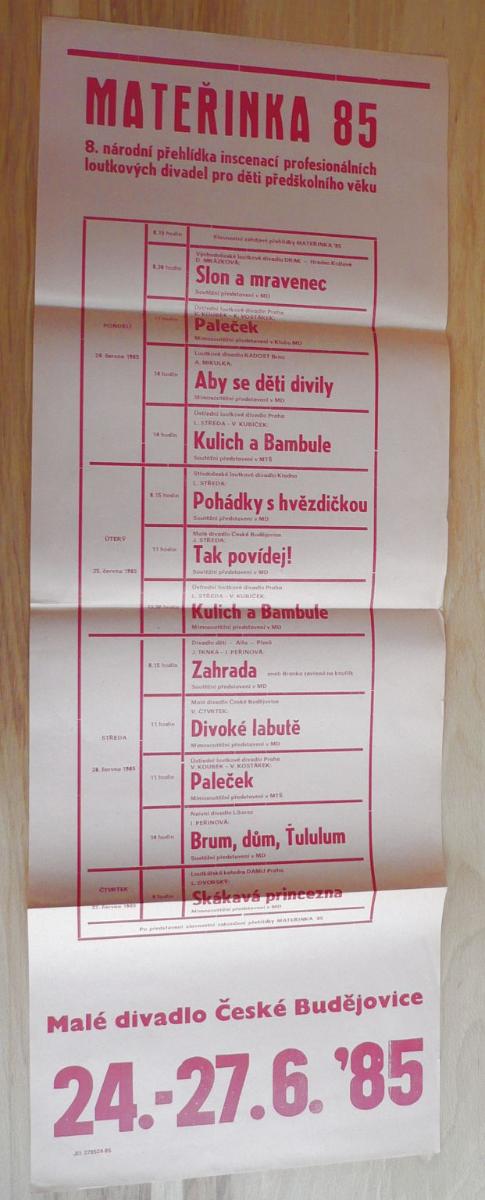 MATEŘINKA 85
8. národní přehlídka inscenací profesionálních
loutkových divadel pro děti předškolního věku
8.15 hodin
Slavnostní zahájení přehlídky MATEŘINKA '85
PONDĚLÍ
24. června 1985
8.30 hodin
Východočeské loutkové divadlo DRAK – Hradec Králové
D. MRÁZKOVÁ:
Slon a mravenec
Soutěžní představení v MD
hodin
Ústřední loutkové divadlo Praha
V. KOUBEK - V. KOSTÁREK:
Paleček
Mimosoutěžní představení v Klubu MD
14 hodin
Loutkové divadlo RADOST Brno
A. MIKULKA:
Aby se děti divily
Mimosoutěžní představení v MD
16 hodin
Ústřední loutkové divadlo Praha
L. STŘEDA - V. KUBÍČEK:
Kulich a Bambule
Soutěžní představení v MTŠ
ÚTERÝ
25. června 1985
8.15 hodin
Středočeské loutkové divadlo Kladno
L. STŘEDA:
Pohádky s hvězdičkou
Soutěžní představení v MD
11 hodin
Malé divadlo České Budějovice
J. STŘEDA:
Tak povídej!
Soutěžní představení v MD
hodin
Ústřední loutkové divadlo Praha
L. STŘEDA - V. KUBÍČEK:
Kulich a Bambule
Mimosoutěžní představení v MD
STŘEDA
26. června 1985
8.15 hodin
Divadlo dětí – Alfa – Plzeň
J. TRNKA - I. PEŘINOVÁ:
Zahrada aneb Branka zavřená na knoflík
Soutěžní představení v MD
11 hodin
Malé divadlo České Budějovice
V. ČTVRTEK:
Divoké labutě
Mimosoutěžní představení v MD
11 hodin
Ústřední loutkové divadlo Praha
V. KOUBEK - V. KOSTÁREK:
Paleček
Mimosoutěžní představení v MTŠ
14 hodin
Naivní divadlo Liberec
I. PEŘINOVÁ:
Brum, dům, Ťululum
Soutěžní představení v MD
ČTVRTEK
27. června 1985
9 hodin
Loutkářská katedra DAMU Praha
L. DVORSKÝ:
Skákavá princezna
Mimosoutěžní představení v MD
Po představení slavnostní zakončení přehlídky MATEŘINKA '85
Malé divadlo České Budějovice
24.-27.6.'85